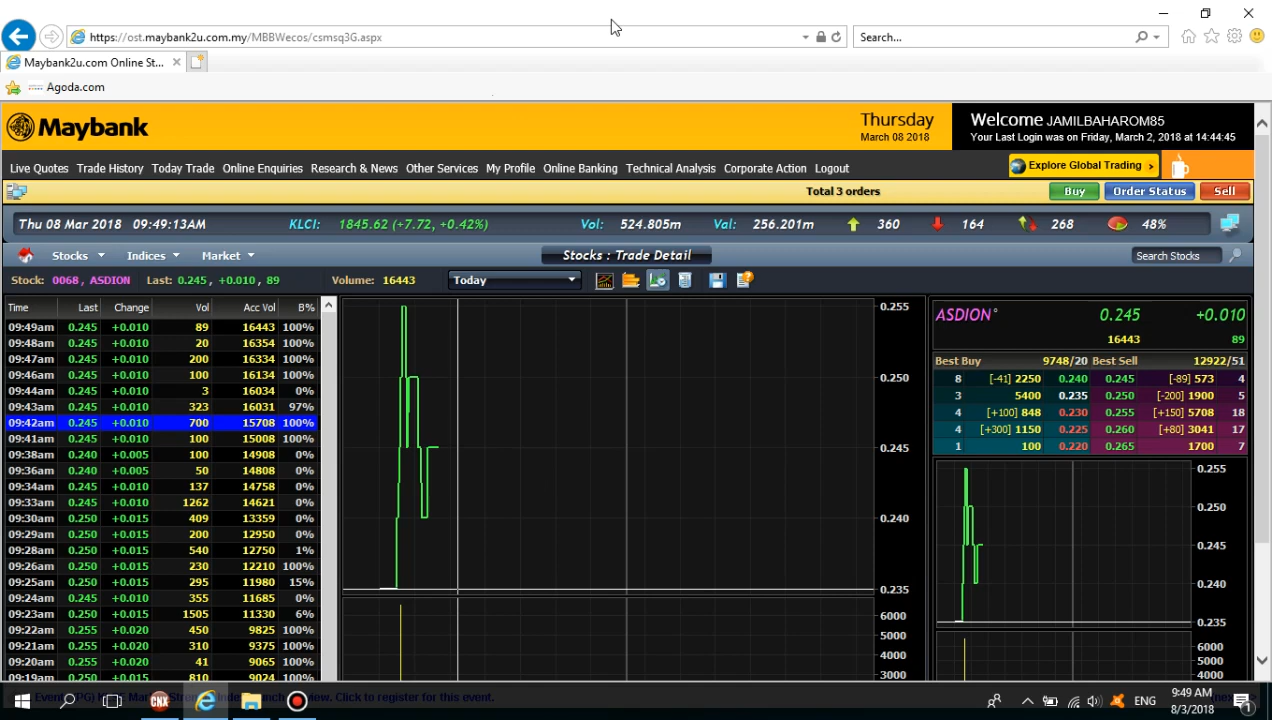 https://ost.maybank2u.com.my/MBBWecos/csmsq3G.aspx
Search...
Maybank2u.com Online St...
Agoda.com
Maybank
Thursday
March 08 2018
Welcome JAMILBAHAROM85
Your Last Login was on Friday, March 2, 2018 at 14:44:45
Live Quotes Trade History Today Trade Online Enquiries Research & News Other Services My Profile Online Banking Technical Analysis Corporate Action Logout
Explore Global Trading >
Total 3 orders
Buy Order Status Sell
Thu 08 Mar 2018 09:49:13AM KLCI: 1845.62 (+7.72, +0.42%) Vol: 524.805m Val: 256.201m 360 164 268 48%
Stocks Indices Market
Stocks : Trade Detail
Search Stocks
Stock: 0068, ASDION Last: 0.245, +0.010, 89 Volume: 16443
Today
Time Last Change Vol Acc Vol B%
09:49am 0.245 +0.010 89 16443 100%
09:48am 0.245 +0.010 20 16354 100%
09:47am 0.245 +0.010 200 16334 100%
09:46am 0.245 +0.010 100 16134 100%
09:44am 0.245 +0.010 3 16034 0%
09:43am 0.245 +0.010 323 16031 97%
09:42am 0.245 +0.010 700 15708 100%
09:41am 0.245 +0.010 100 15008 100%
09:38am 0.240 +0.005 100 14908 0%
09:36am 0.240 +0.005 50 14808 0%
09:34am 0.245 +0.010 137 14758 0%
09:33am 0.245 +0.010 1262 14621 0%
09:30am 0.250 +0.015 409 13359 0%
09:29am 0.250 +0.015 200 12950 0%
09:28am 0.250 +0.015 540 12750 1%
09:26am 0.250 +0.015 230 12210 100%
09:25am 0.250 +0.015 295 11980 15%
09:24am 0.245 +0.010 355 11685 0%
09:23am 0.250 +0.015 1505 11330 6%
09:22am 0.255 +0.020 450 9825 100%
09:21am 0.255 +0.020 310 9375 100%
09:20am 0.255 +0.020 41 9065 100%
09:19am 0.250 +0.015 810 9024 100%
0.255
0.250
0.245
0.240
0.235
6000
5000
4000
3000
ASDION° 0.245 +0.010
16443 89
Best Buy 9748/20 Best Sell 12922/51
8 [-41] 2250 0.240 0.245 [-89] 573 4
3 5400 0.235 0.250 [-200] 1900 5
4 [+100] 848 0.230 0.255 [+150] 5708 18
4 [+300] 1150 0.225 0.260 [+80] 3041 17
1 100 0.220 0.265 1700 7
0.255
0.250
0.245
0.240
0.235
6000
5000
4000
Click to register for this event.
CNX
ENG
9:49 AM
8/3/2018
1